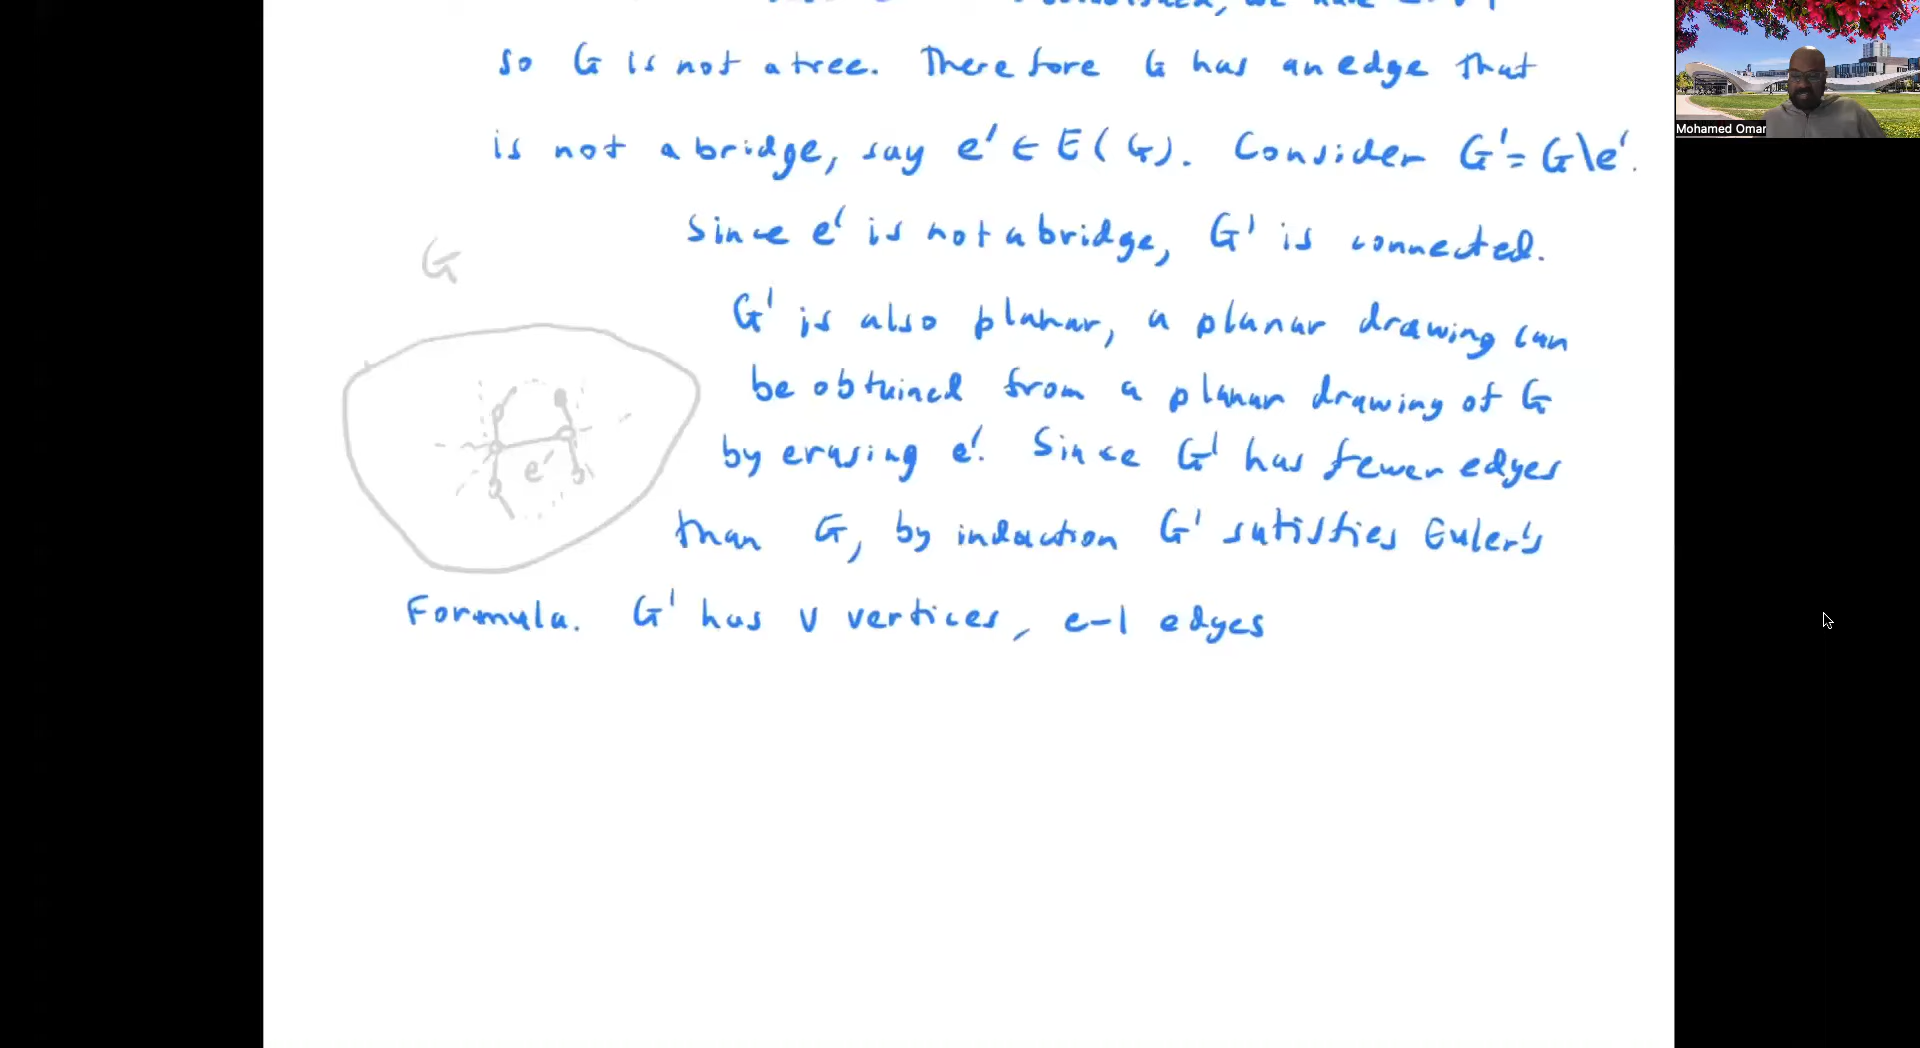 so G is not a tree. Therefore G has an edge that
is not a bridge, say e' ∈ E(G). Consider G' = G\e'.
Since e' is not a bridge, G' is connected.
G
G' is also planar, a planar drawing can
be obtained from a planar drawing of G
by erasing e'. Since G' has fewer edges
e'
than G, by induction G' satisfies Euler's
Formula. G' has v vertices, e-1 edges
Mohamed Omar